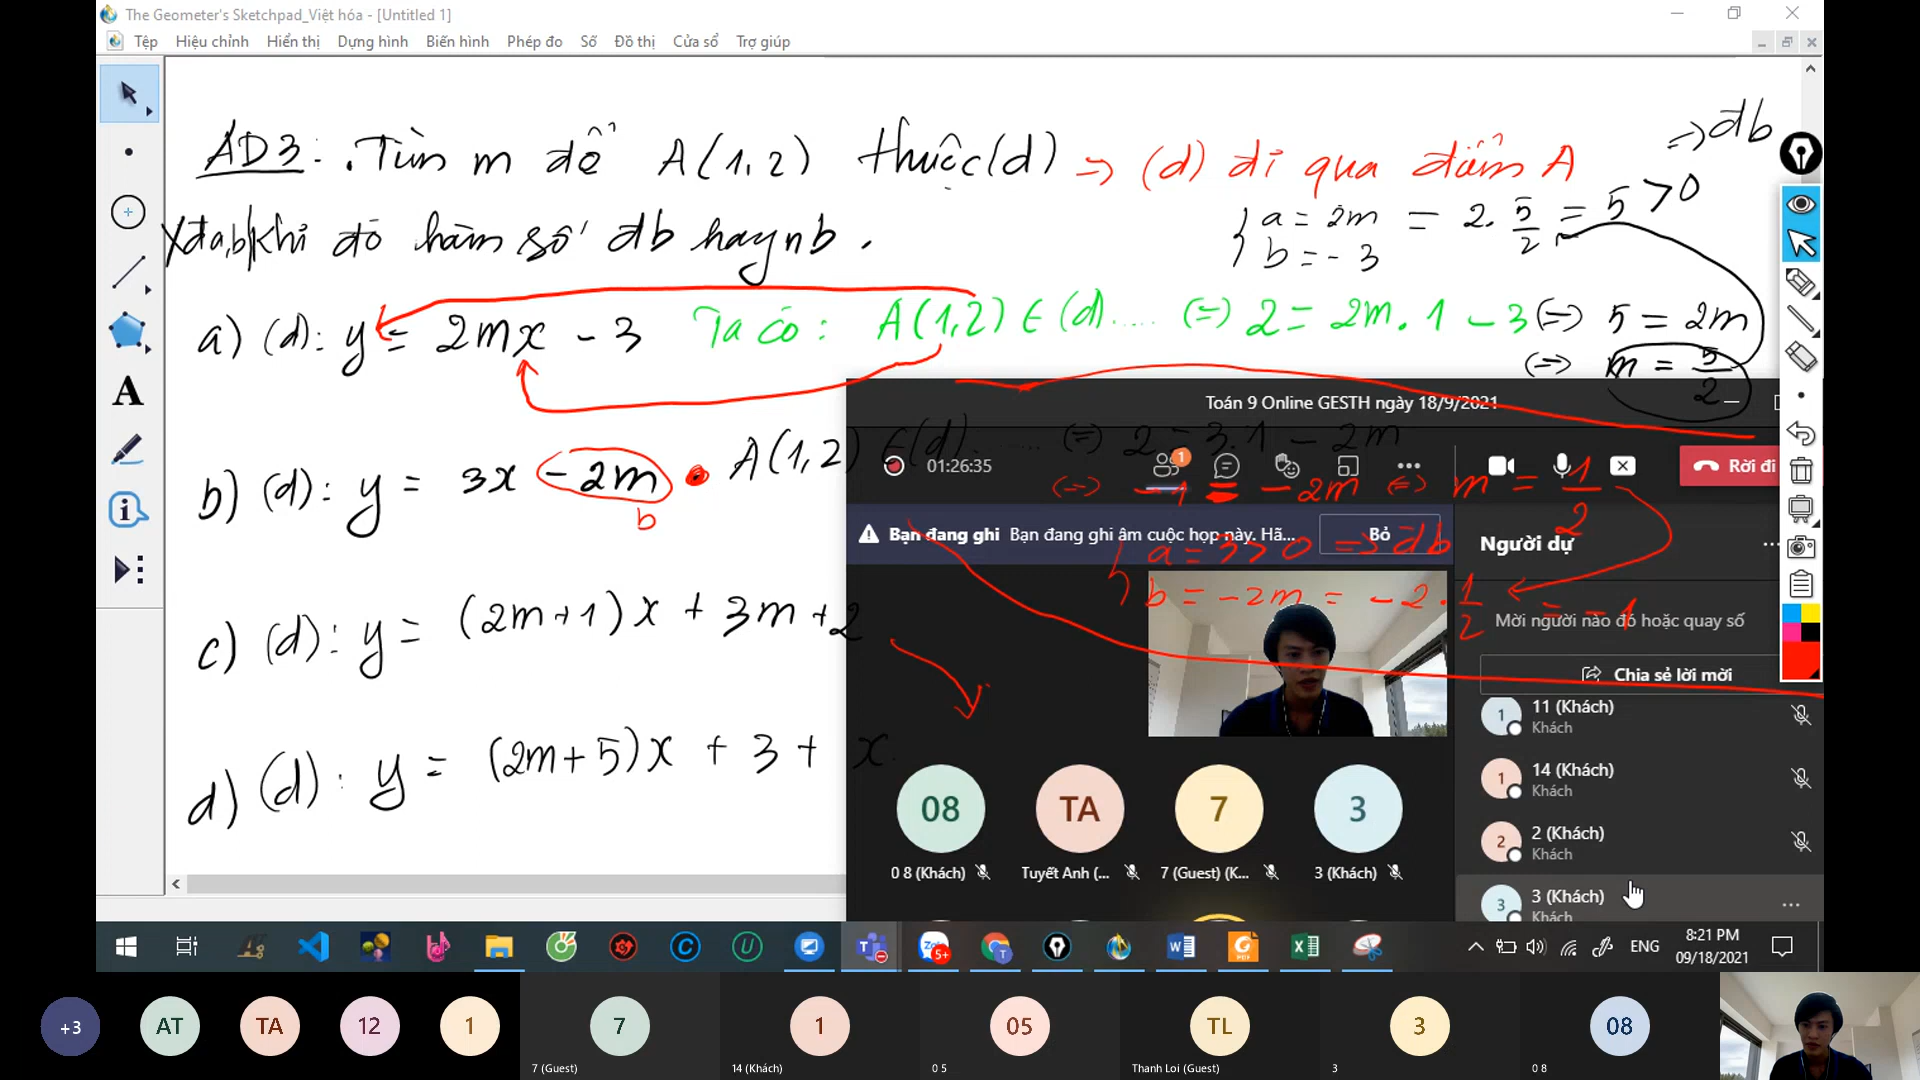 The Geometer's Sketchpad_Việt hóa - [Untitled 1]
Tệp Hiệu chỉnh Hiển thị Dựng hình Biến hình Phép đo Số Đồ thị Cửa sổ Trợ giúp
AD3: . Tìm m để A(1,2) thuộc (d) => (d) đi qua điểm A
=> đb
Xđ a,b khi đó hàm số đb hay nb.
a = 2m = 2. 5/2 = 5 > 0
b = - 3
a) (d): y = 2mx - 3 Ta có: A(1,2) ∈ (d).... (=) 2 = 2m. 1 - 3 (=) 5 = 2m
(=) m = 5/2
b) (d): y = 3x - 2m A(1,2) ∈ (d). ..... (=) 2 = 3.1 - 2m
b
(=) -1 = -2m (=) m = 1/2
a = 3 > 0 => đb
b = -2m = -2. 1/2 = -1
c) (d): y = (2m+1)x + 3m + 2
d) (d): y = (2m+5)x + 3 + x
A
Toán 9 Online GESTH ngày 18/9/2021
01:26:35
1
Rời đi
Bạn đang ghi Bạn đang ghi âm cuộc họp này. Hã... Bỏ
Người dự
Mời người nào đó hoặc quay số
Chia sẻ lời mời
1 11 (Khách)
Khách
1 14 (Khách)
Khách
2 2 (Khách)
Khách
3 3 (Khách)
Khách
08 TA 7 3
0 8 (Khách) Tuyết Anh (... 7 (Guest) (K... 3 (Khách)
Zalo 5+
ENG
8:21 PM
09/18/2021
+3 AT TA 12 1 7 1 05 TL 3 08
7 (Guest) 14 (Khách) 0 5 Thanh Loi (Guest) 3 0 8